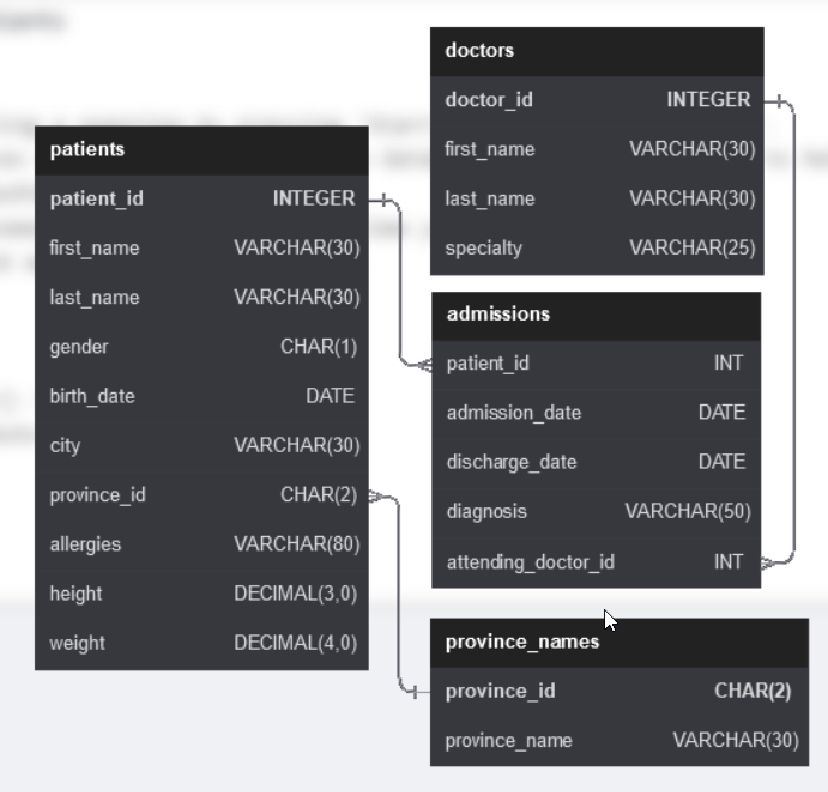 patients
patient_id INTEGER
first_name VARCHAR(30)
last_name VARCHAR(30)
gender CHAR(1)
birth_date DATE
city VARCHAR(30)
province_id CHAR(2)
allergies VARCHAR(80)
height DECIMAL(3,0)
weight DECIMAL(4,0)
doctors
doctor_id INTEGER
first_name VARCHAR(30)
last_name VARCHAR(30)
specialty VARCHAR(25)
admissions
patient_id INT
admission_date DATE
discharge_date DATE
diagnosis VARCHAR(50)
attending_doctor_id INT
province_names
province_id CHAR(2)
province_name VARCHAR(30)